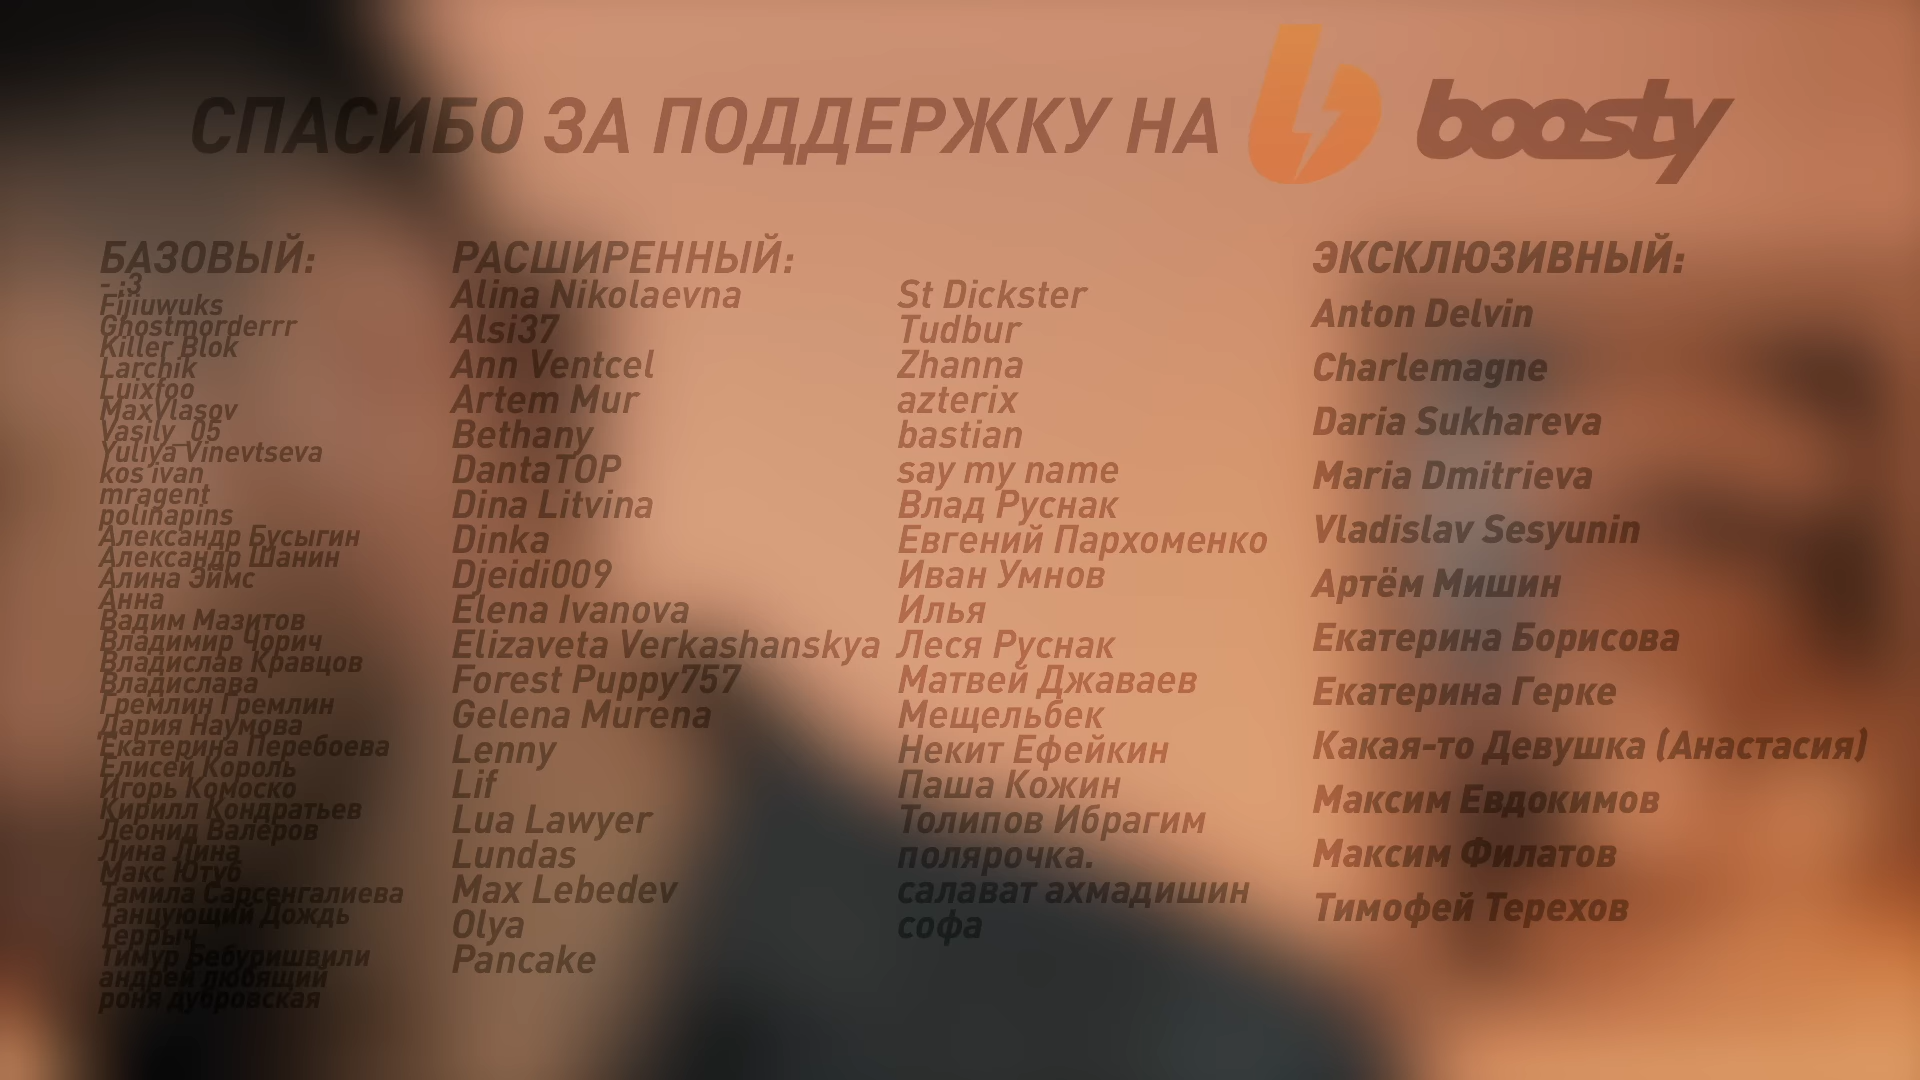 СПАСИБО ЗА ПОДДЕРЖКУ НА boosty
БАЗОВЫЙ:
- ;3
Fijiuwuks
Ghostmorderrr
Killer Blok
Larchik
Luixfoo
MaxVlasov
Vasily_05
Yuliya Vinevtseva
kos ivan
mragent
polinapins
Александр Бусыгин
Александр Шанин
Алина Эймс
Анна
Вадим Мазитов
Владимир Чорич
Владислав Кравцов
Владислава
Гремлин Гремлин
Дария Наумова
Екатерина Перебоева
Елисей Король
Игорь Комоско
Кирилл Кондратьев
Леонид Валеров
Лина Лина
Макс Ютуб
Тамила Сарсенгалиева
Танцующий Дождь
Террыч
Тимур Бебуришвили
андрей любящий
роня дубровская
РАСШИРЕННЫЙ:
Alina Nikolaevna
Alsi37
Ann Ventcel
Artem Mur
Bethany
DantaTOP
Dina Litvina
Dinka
Djeidi009
Elena Ivanova
Elizaveta Verkashanskya
Forest Puppy757
Gelena Murena
Lenny
Lif
Lua Lawyer
Lundas
Max Lebedev
Olya
Pancake
St Dickster
Tudbur
Zhanna
azterix
bastian
say my name
Влад Руснак
Евгений Пархоменко
Иван Умнов
Илья
Леся Руснак
Матвей Джаваев
Мещельбек
Некит Ефейкин
Паша Кожин
Толипов Ибрагим
полярочка.
салават ахмадишин
софа
ЭКСКЛЮЗИВНЫЙ:
Anton Delvin
Charlemagne
Daria Sukhareva
Maria Dmitrieva
Vladislav Sesyunin
Артём Мишин
Екатерина Борисова
Екатерина Герке
Какая-то Девушка (Анастасия)
Максим Евдокимов
Максим Филатов
Тимофей Терехов